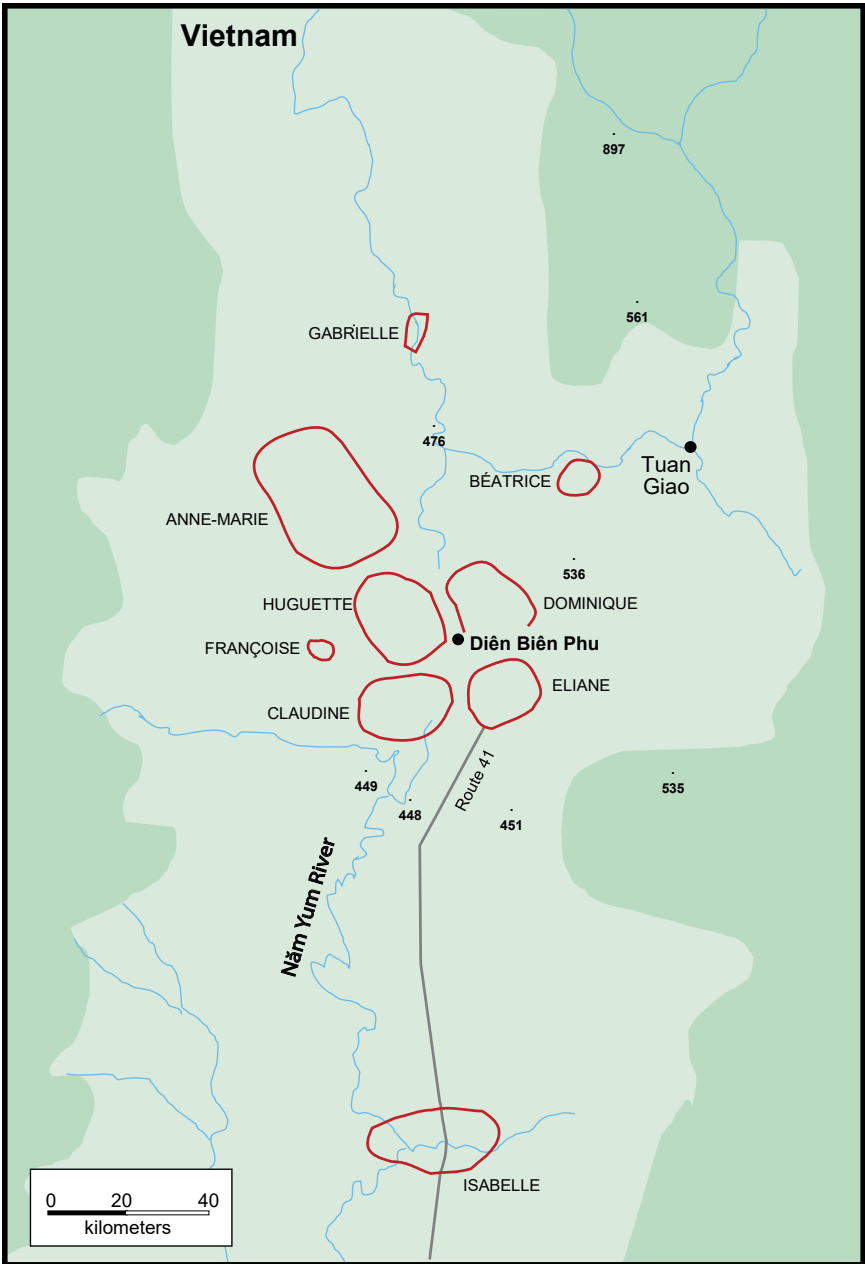 Vietnam
897
561
GABRIELLE
476
BÉATRICE
Tuan
Giao
ANNE-MARIE
536
HUGUETTE
DOMINIQUE
FRANÇOISE
Diên Biên Phu
ELIANE
CLAUDINE
Route 41
449
448
451
535
Năm Yum River
ISABELLE
0 20 40
kilometers